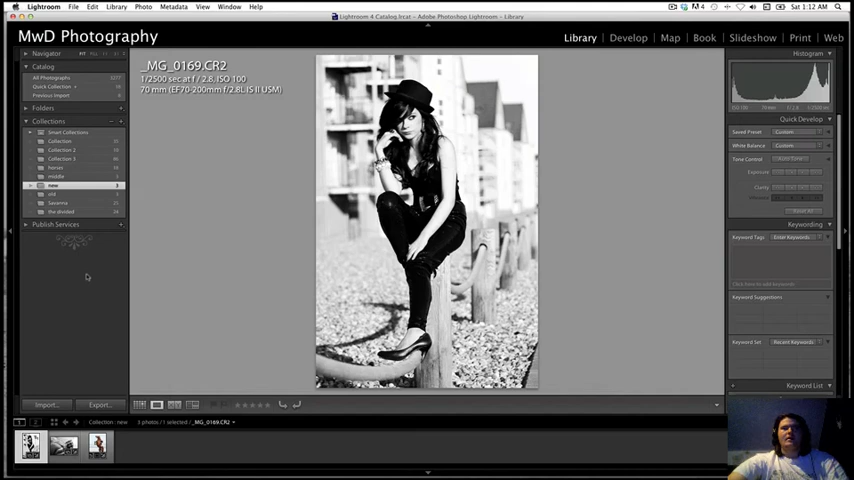 Lightroom File Edit Library Photo Metadata View Window Help
Sat 1:12 AM
Lightroom 4 Catalog.lrcat - Adobe Photoshop Lightroom - Library
MwD Photography
Library | Develop | Map | Book | Slideshow | Print | Web
Navigator
Catalog
All Photographs 3277
Quick Collection +
Previous Import
Folders
Collections
Smart Collections
Collection
Collection 2
Collection 3
horses
middle
new 3
old
Savanna 25
the divided
Publish Services
Import...
Export...
_MG_0169.CR2
1/2500 sec at f / 2.8, ISO 100
70 mm (EF70-200mm f/2.8L IS II USM)
Histogram
Quick Develop
Saved Preset Custom
White Balance Custom
Tone Control Auto Tone
Exposure
Clarity
Reset All
Keywording
Keyword Tags Enter Keywords
Click here to add keywords
Keyword Suggestions
Keyword Set Recent Keywords
Keyword List
1 2
Collection : new
3 photos / 1 selected / _MG_0169.CR2